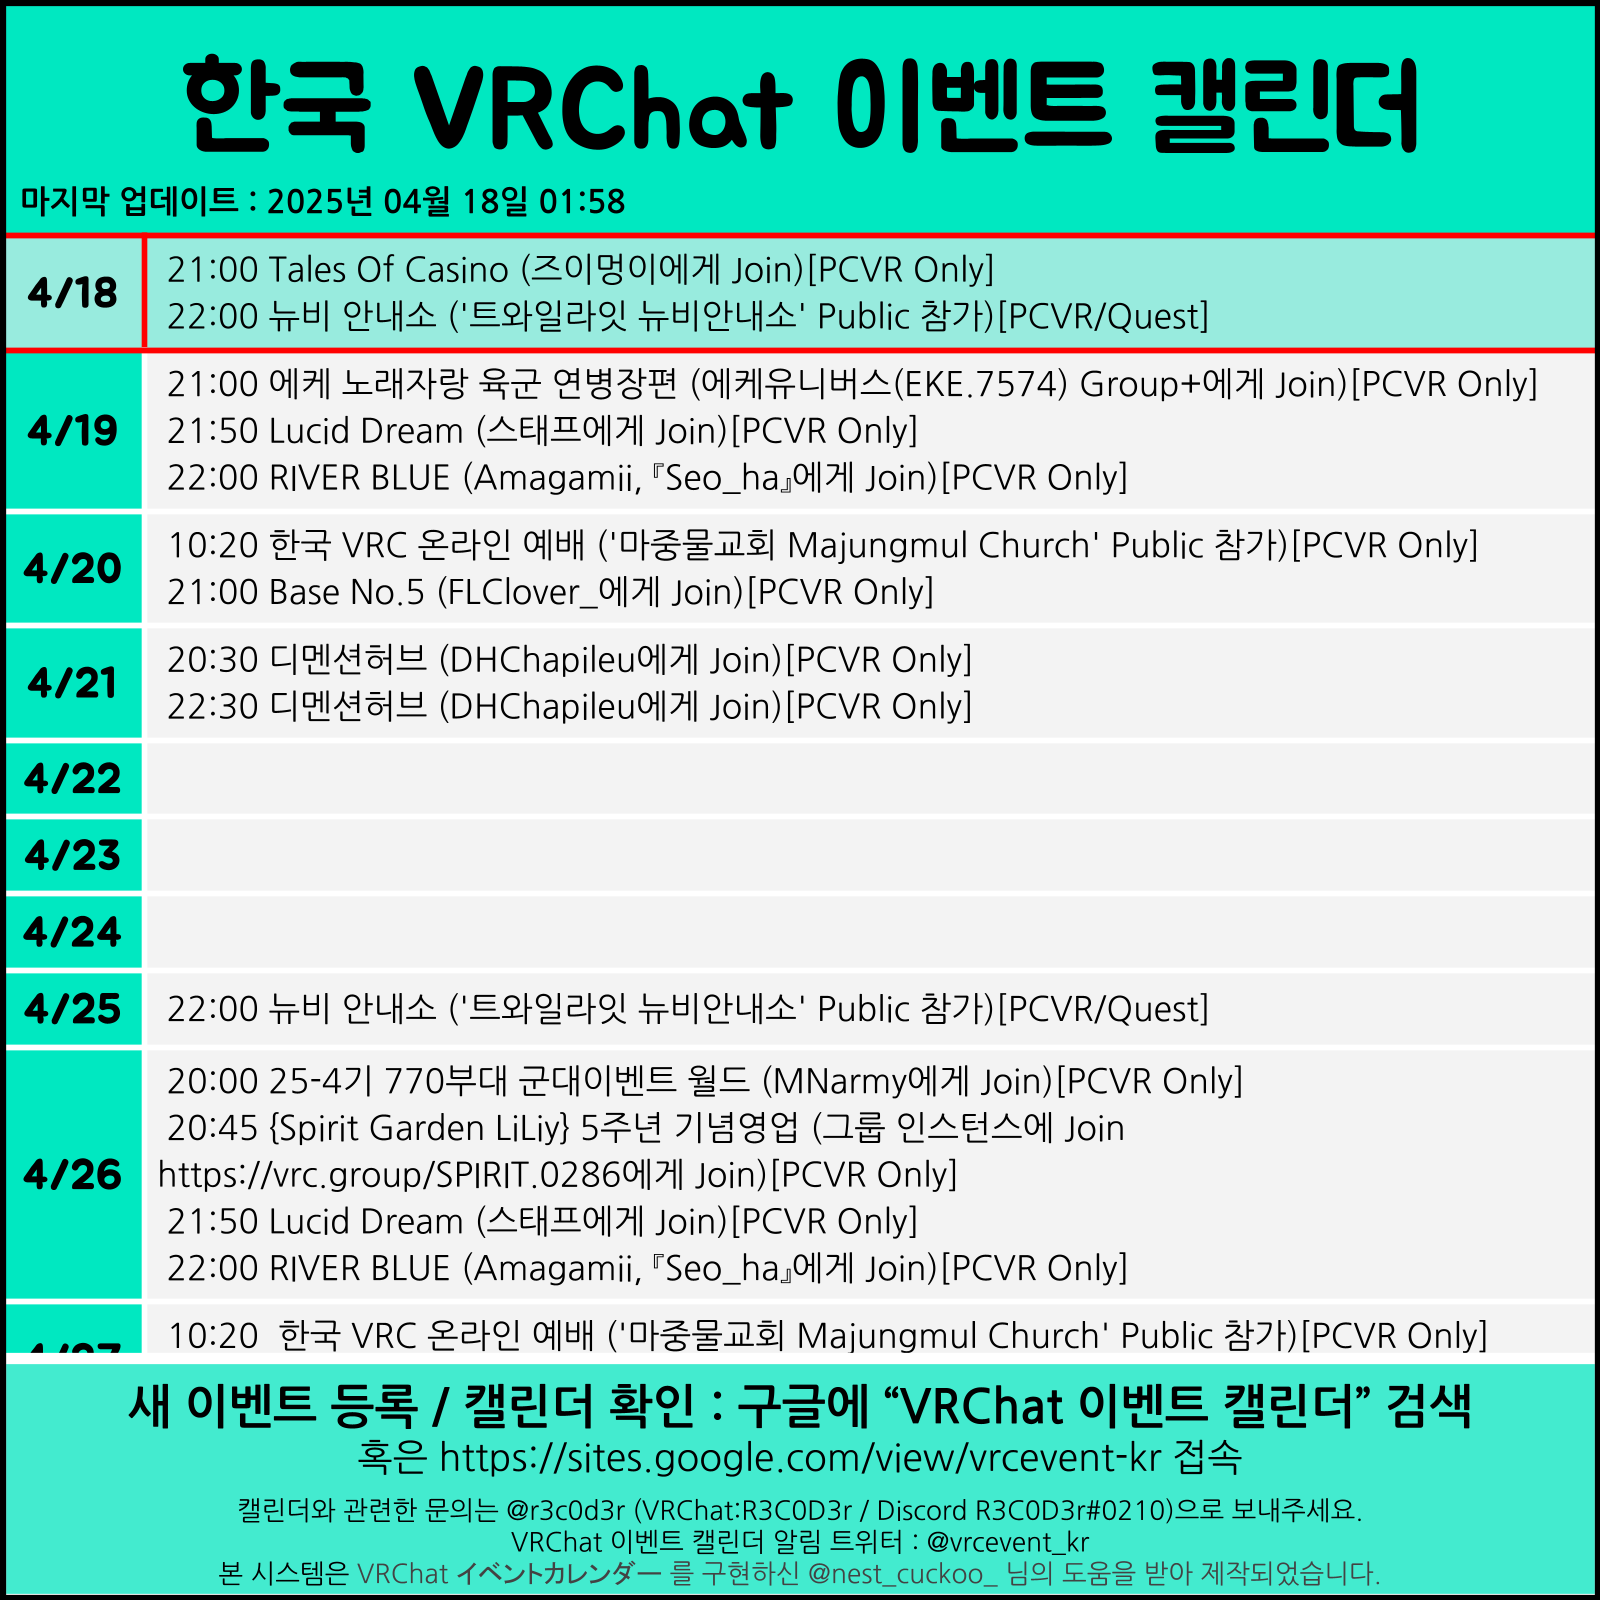 한국 VRChat 이벤트 캘린더
마지막 업데이트 : 2025년 04월 18일 01:58
4/18
21:00 Tales Of Casino (즈이멍이에게 Join)[PCVR Only]
22:00 뉴비 안내소 ('트와일라잇 뉴비안내소' Public 참가)[PCVR/Quest]
4/19
21:00 에케 노래자랑 육군 연병장편 (에케유니버스(EKE.7574) Group+에게 Join)[PCVR Only]
21:50 Lucid Dream (스태프에게 Join)[PCVR Only]
22:00 RIVER BLUE (Amagamii, 『Seo_ha』에게 Join)[PCVR Only]
4/20
10:20 한국 VRC 온라인 예배 ('마중물교회 Majungmul Church' Public 참가)[PCVR Only]
21:00 Base No.5 (FLClover_에게 Join)[PCVR Only]
4/21
20:30 디멘션허브 (DHChapileu에게 Join)[PCVR Only]
22:30 디멘션허브 (DHChapileu에게 Join)[PCVR Only]
4/22
4/23
4/24
4/25
22:00 뉴비 안내소 ('트와일라잇 뉴비안내소' Public 참가)[PCVR/Quest]
4/26
20:00 25-4기 770부대 군대이벤트 월드 (MNarmy에게 Join)[PCVR Only]
20:45 {Spirit Garden LiLiy} 5주년 기념영업 (그룹 인스턴스에 Join
https://vrc.group/SPIRIT.0286에게 Join)[PCVR Only]
21:50 Lucid Dream (스태프에게 Join)[PCVR Only]
22:00 RIVER BLUE (Amagamii, 『Seo_ha』에게 Join)[PCVR Only]
4/27
10:20 한국 VRC 온라인 예배 ('마중물교회 Majungmul Church' Public 참가)[PCVR Only]
새 이벤트 등록 / 캘린더 확인 : 구글에 “VRChat 이벤트 캘린더” 검색
혹은 https://sites.google.com/view/vrcevent-kr 접속
캘린더와 관련한 문의는 @r3c0d3r (VRChat:R3C0D3r / Discord R3C0D3r#0210)으로 보내주세요.
VRChat 이벤트 캘린더 알림 트위터 : @vrcevent_kr
본 시스템은 VRChat イベントカレンダー 를 구현하신 @nest_cuckoo_ 님의 도움을 받아 제작되었습니다.